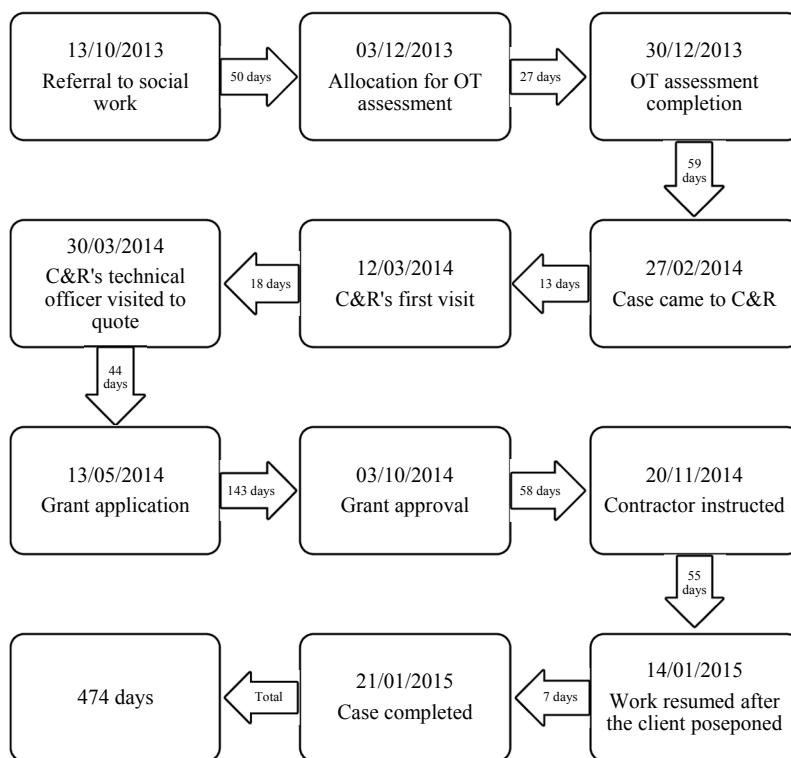 13/10/2013
Referral to social
work
50 days
03/12/2013
Allocation for OT
assessment
27 days
30/12/2013
OT assessment
completion
59
days
27/02/2014
Case came to C&R
13 days
12/03/2014
C&R's first visit
18 days
30/03/2014
C&R's technical
officer visited to
quote
44
days
13/05/2014
Grant application
143 days
03/10/2014
Grant approval
58 days
20/11/2014
Contractor instructed
55
days
14/01/2015
Work resumed after
the client poseponed
7 days
21/01/2015
Case completed
Total
474 days